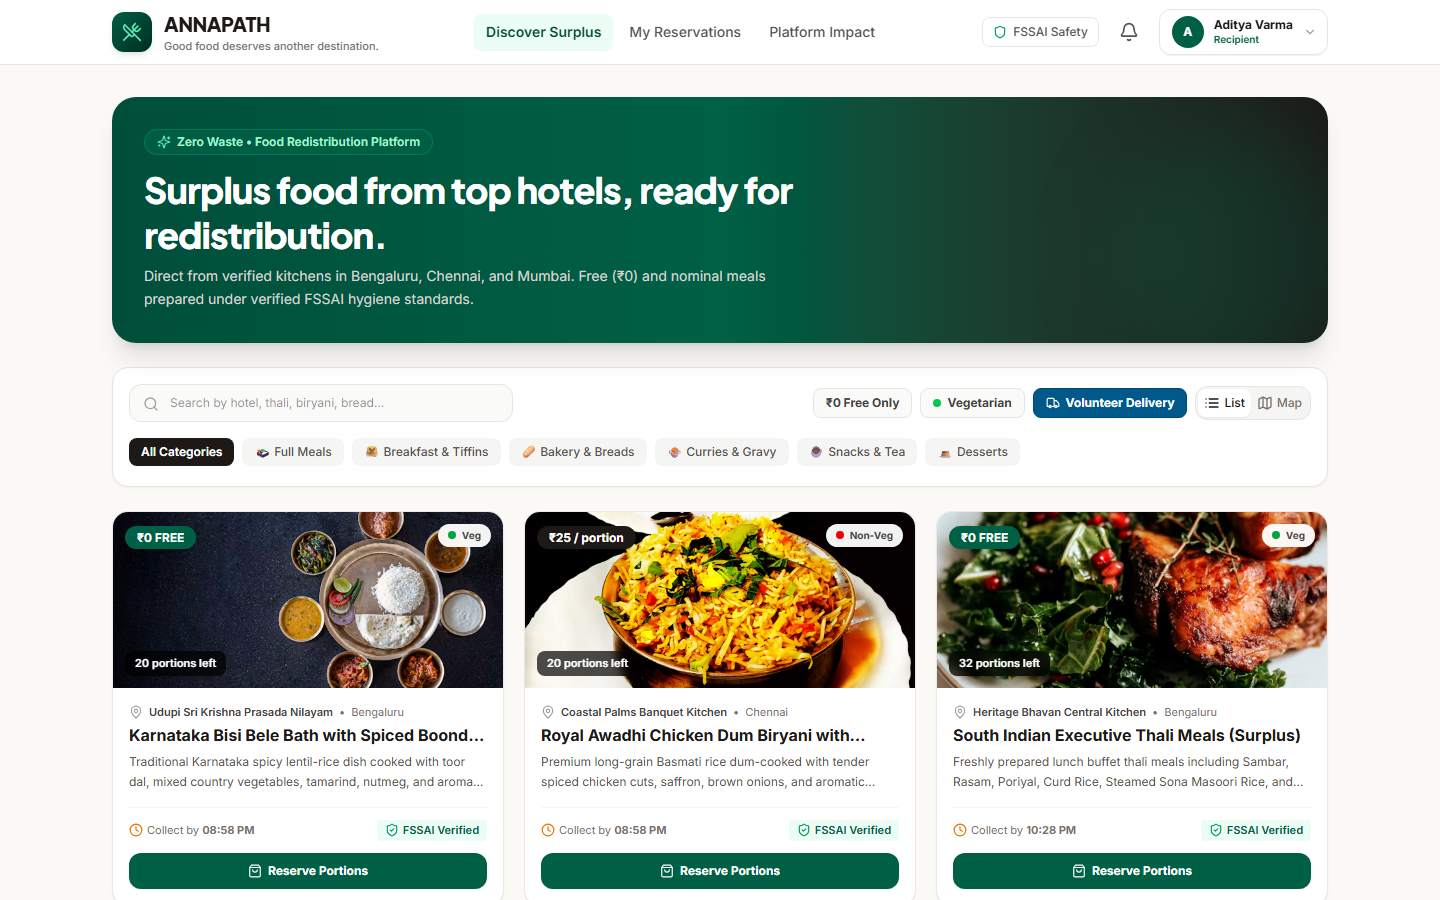 ANNAPATH
Good food deserves another destination.
Discover Surplus
My Reservations
Platform Impact
FSSAI Safety
A
Aditya Varma
Recipient
Zero Waste • Food Redistribution Platform
Surplus food from top hotels, ready for
redistribution.
Direct from verified kitchens in Bengaluru, Chennai, and Mumbai. Free (₹0) and nominal meals
prepared under verified FSSAI hygiene standards.
Search by hotel, thali, biryani, bread...
₹0 Free Only
Vegetarian
Volunteer Delivery
List
Map
All Categories
Full Meals
Breakfast & Tiffins
Bakery & Breads
Curries & Gravy
Snacks & Tea
Desserts
₹0 FREE
Veg
20 portions left
Udupi Sri Krishna Prasada Nilayam • Bengaluru
Karnataka Bisi Bele Bath with Spiced Boond...
Traditional Karnataka spicy lentil-rice dish cooked with toor
dal, mixed country vegetables, tamarind, nutmeg, and aroma...
Collect by 08:58 PM
FSSAI Verified
Reserve Portions
₹25 / portion
Non-Veg
20 portions left
Coastal Palms Banquet Kitchen • Chennai
Royal Awadhi Chicken Dum Biryani with...
Premium long-grain Basmati rice dum-cooked with tender
spiced chicken cuts, saffron, brown onions, and aromatic...
Collect by 08:58 PM
FSSAI Verified
Reserve Portions
₹0 FREE
Veg
32 portions left
Heritage Bhavan Central Kitchen • Bengaluru
South Indian Executive Thali Meals (Surplus)
Freshly prepared lunch buffet thali meals including Sambar,
Rasam, Poriyal, Curd Rice, Steamed Sona Masoori Rice, and...
Collect by 10:28 PM
FSSAI Verified
Reserve Portions